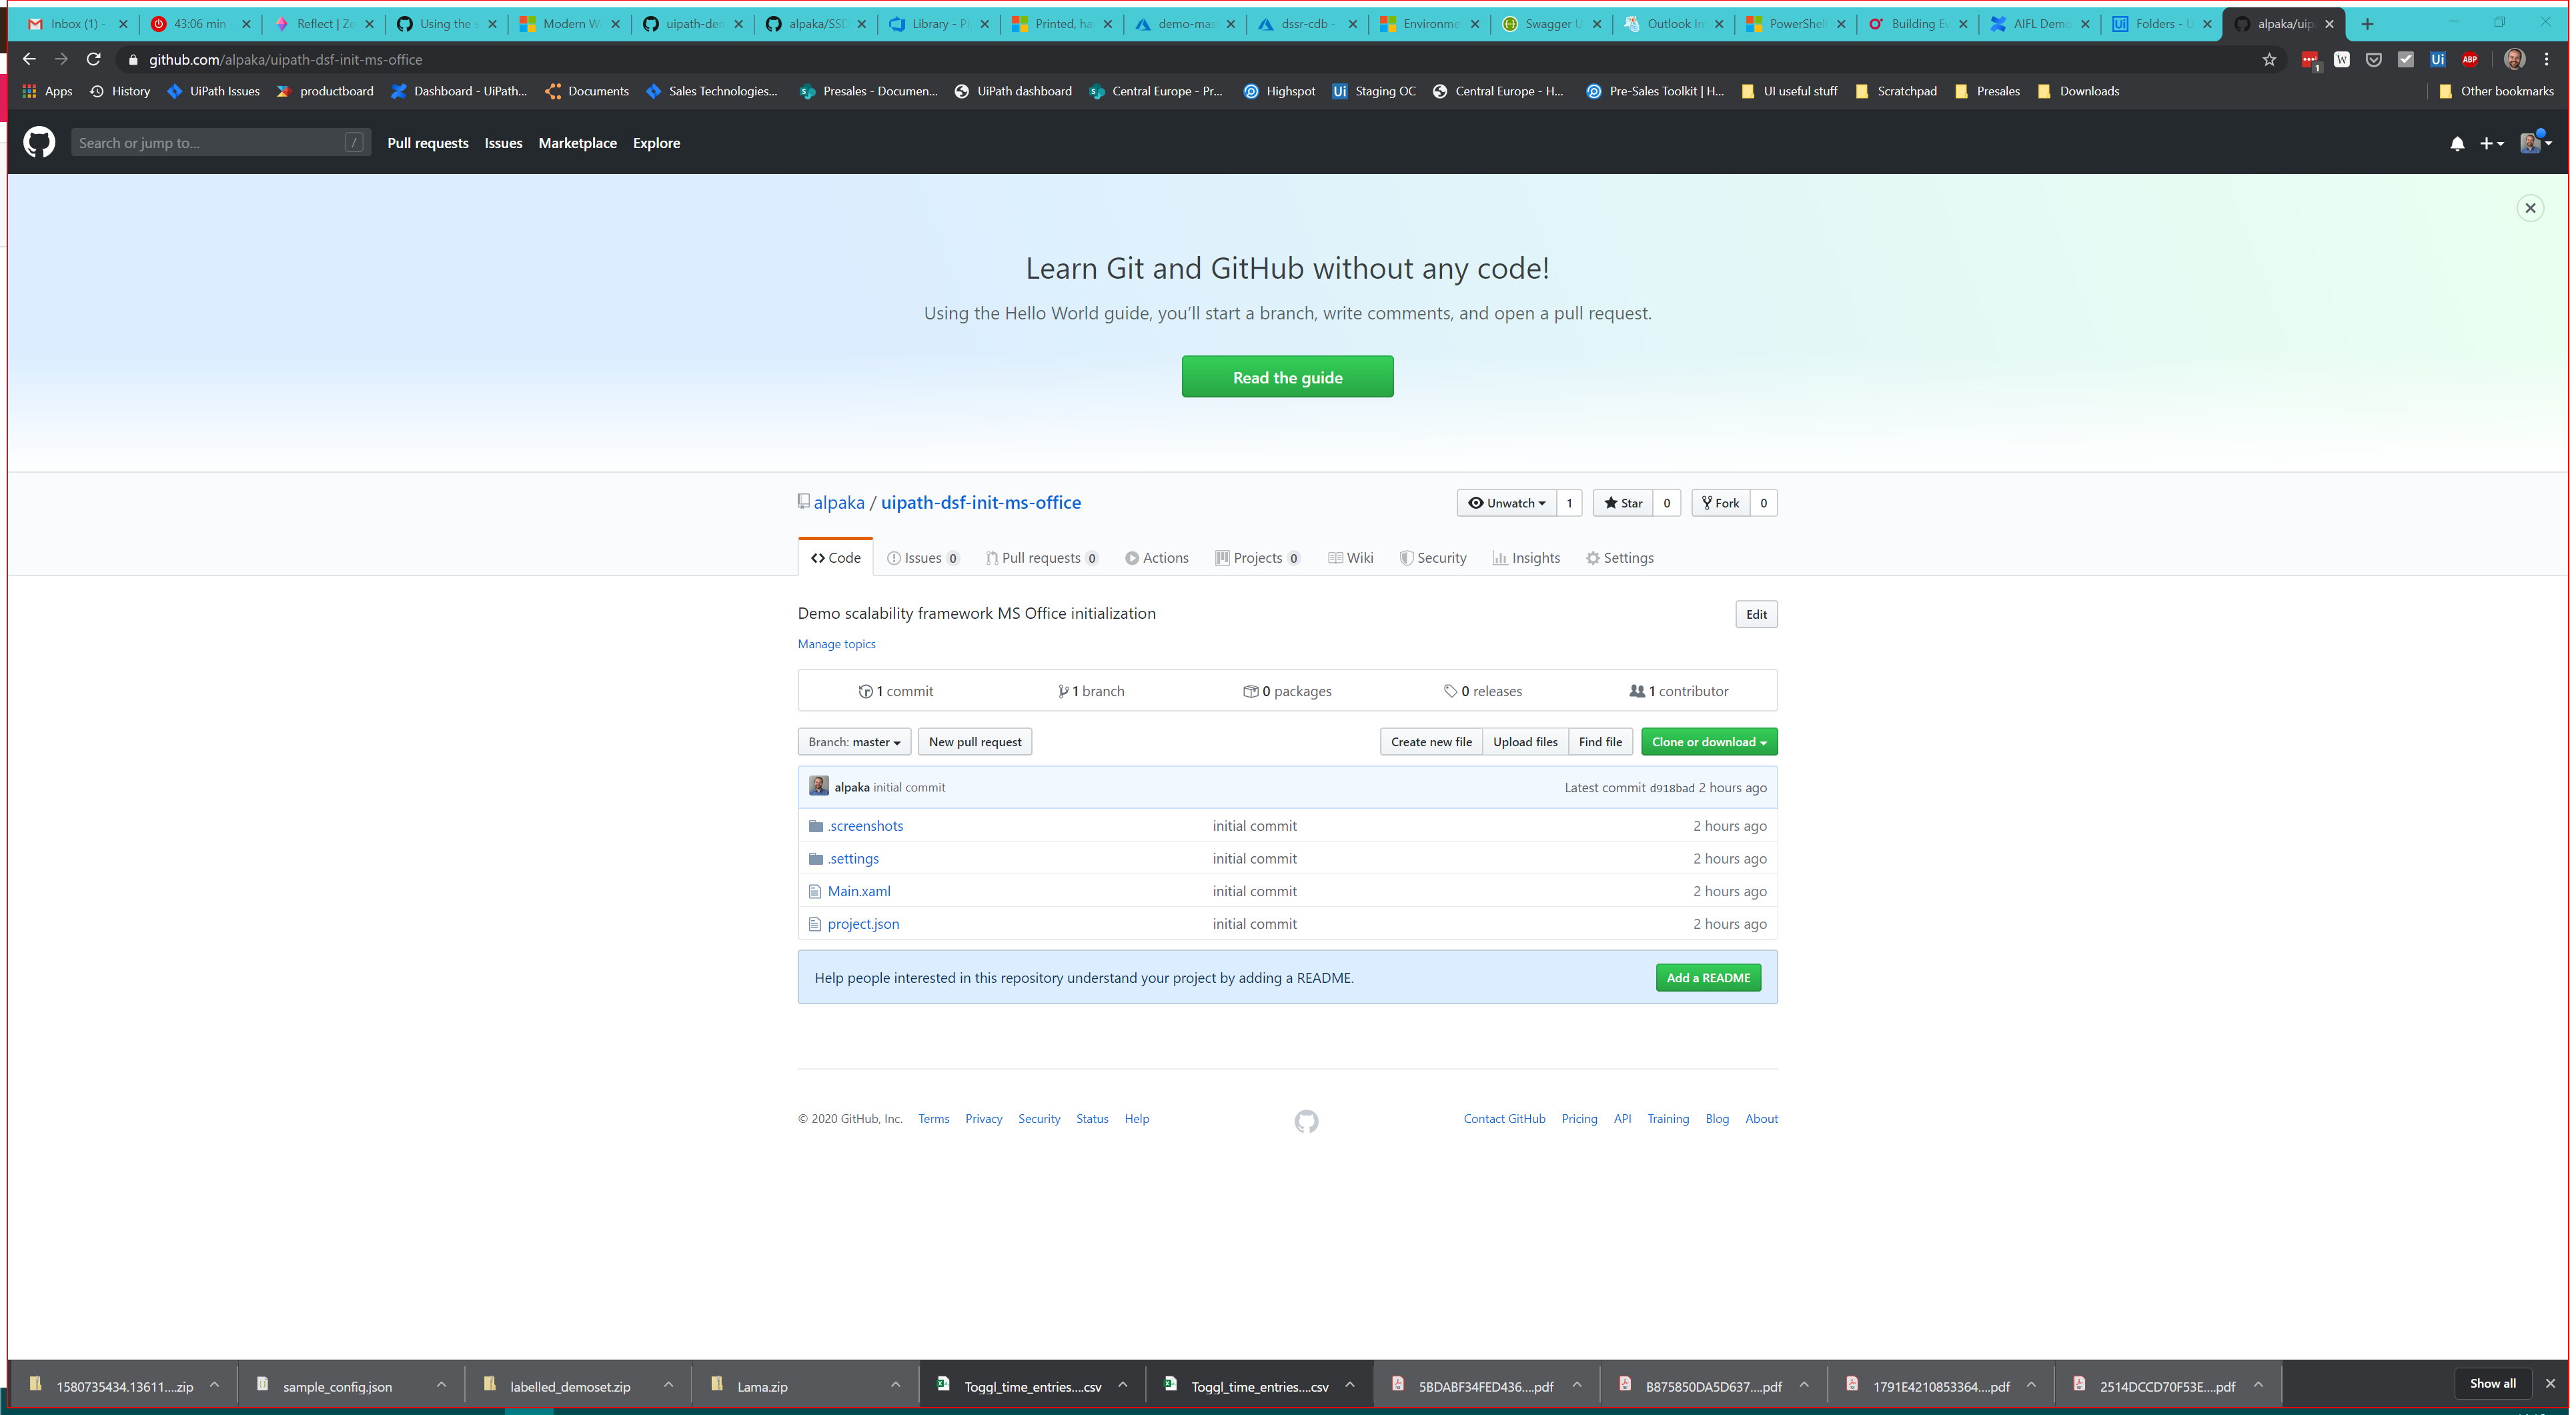 Inbox (1) - 43:06 min Reflect | Ze Using the s Modern W uipath-dem alpaka/SSD Library - Pi Printed, ha demo-mas dssr-cdb - Environme Swagger U Outlook In PowerShell Building Ev AIFL Demo Folders - U alpaka/uip
github.com/alpaka/uipath-dsf-init-ms-office
Apps History UiPath Issues productboard Dashboard - UiPath... Documents Sales Technologies... Presales - Documen... UiPath dashboard Central Europe - Pr... Highspot Staging OC Central Europe - H... Pre-Sales Toolkit | H... UI useful stuff Scratchpad Presales Downloads Other bookmarks
Search or jump to... / Pull requests Issues Marketplace Explore
Learn Git and GitHub without any code!
Using the Hello World guide, you’ll start a branch, write comments, and open a pull request.
Read the guide
alpaka / uipath-dsf-init-ms-office Unwatch 1 Star 0 Fork 0
Code Issues 0 Pull requests 0 Actions Projects 0 Wiki Security Insights Settings
Demo scalability framework MS Office initialization Edit
Manage topics
1 commit 1 branch 0 packages 0 releases 1 contributor
Branch: master New pull request Create new file Upload files Find file Clone or download
alpaka initial commit Latest commit d918bad 2 hours ago
.screenshots initial commit 2 hours ago
.settings initial commit 2 hours ago
Main.xaml initial commit 2 hours ago
project.json initial commit 2 hours ago
Help people interested in this repository understand your project by adding a README. Add a README
© 2020 GitHub, Inc. Terms Privacy Security Status Help Contact GitHub Pricing API Training Blog About
1580735434.13611....zip sample_config.json labelled_demoset.zip Lama.zip Toggl_time_entries....csv Toggl_time_entries....csv 5BDABF34FED436....pdf B875850DA5D637....pdf 1791E4210853364....pdf 2514DCCD70F53E....pdf Show all